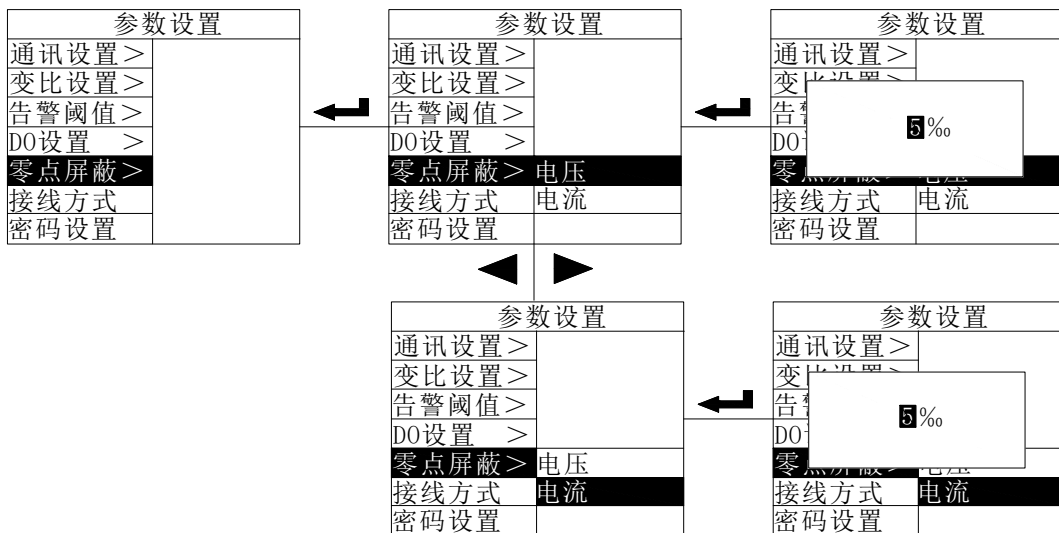 参数设置
通讯设置>
变比设置>
告警阈值>
DO设置 >
零点屏蔽>
接线方式
密码设置
参数设置
通讯设置>
变比设置>
告警阈值>
DO设置 >
零点屏蔽> 电压
接线方式 电流
密码设置
参数设置
通讯设置>
5‰
接线方式 电流
密码设置
参数设置
通讯设置>
变比设置>
告警阈值>
DO设置 >
零点屏蔽> 电压
接线方式 电流
密码设置
参数设置
通讯设置>
5‰
接线方式 电流
密码设置